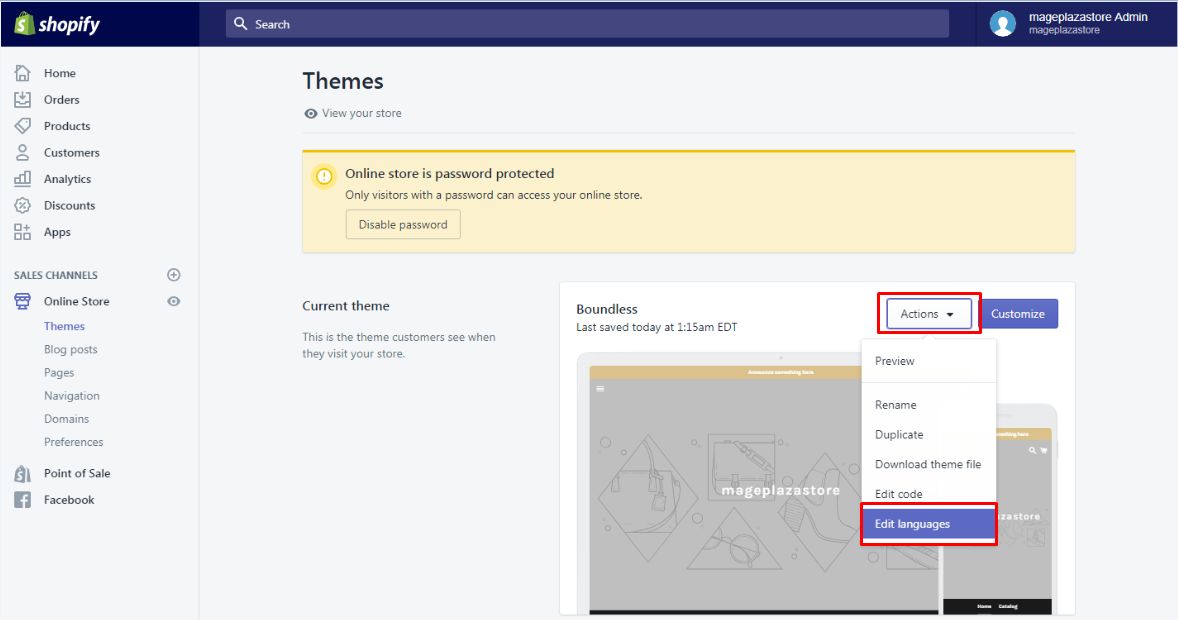 shopify
Search
mageplazastore Admin
mageplazastore
Home
Orders
Products
Customers
Analytics
Discounts
Apps
SALES CHANNELS
Online Store
Themes
Blog posts
Pages
Navigation
Domains
Preferences
Point of Sale
Facebook
Themes
View your store
Online store is password protected
Only visitors with a password can access your online store.
Disable password
Current theme
This is the theme customers see when
they visit your store.
Boundless
Last saved today at 1:15am EDT
Actions
Customize
Preview
Rename
Duplicate
Download theme file
Edit code
Edit languages
Announce something here
mageplazastore
mething here
zastore
Home Catalog